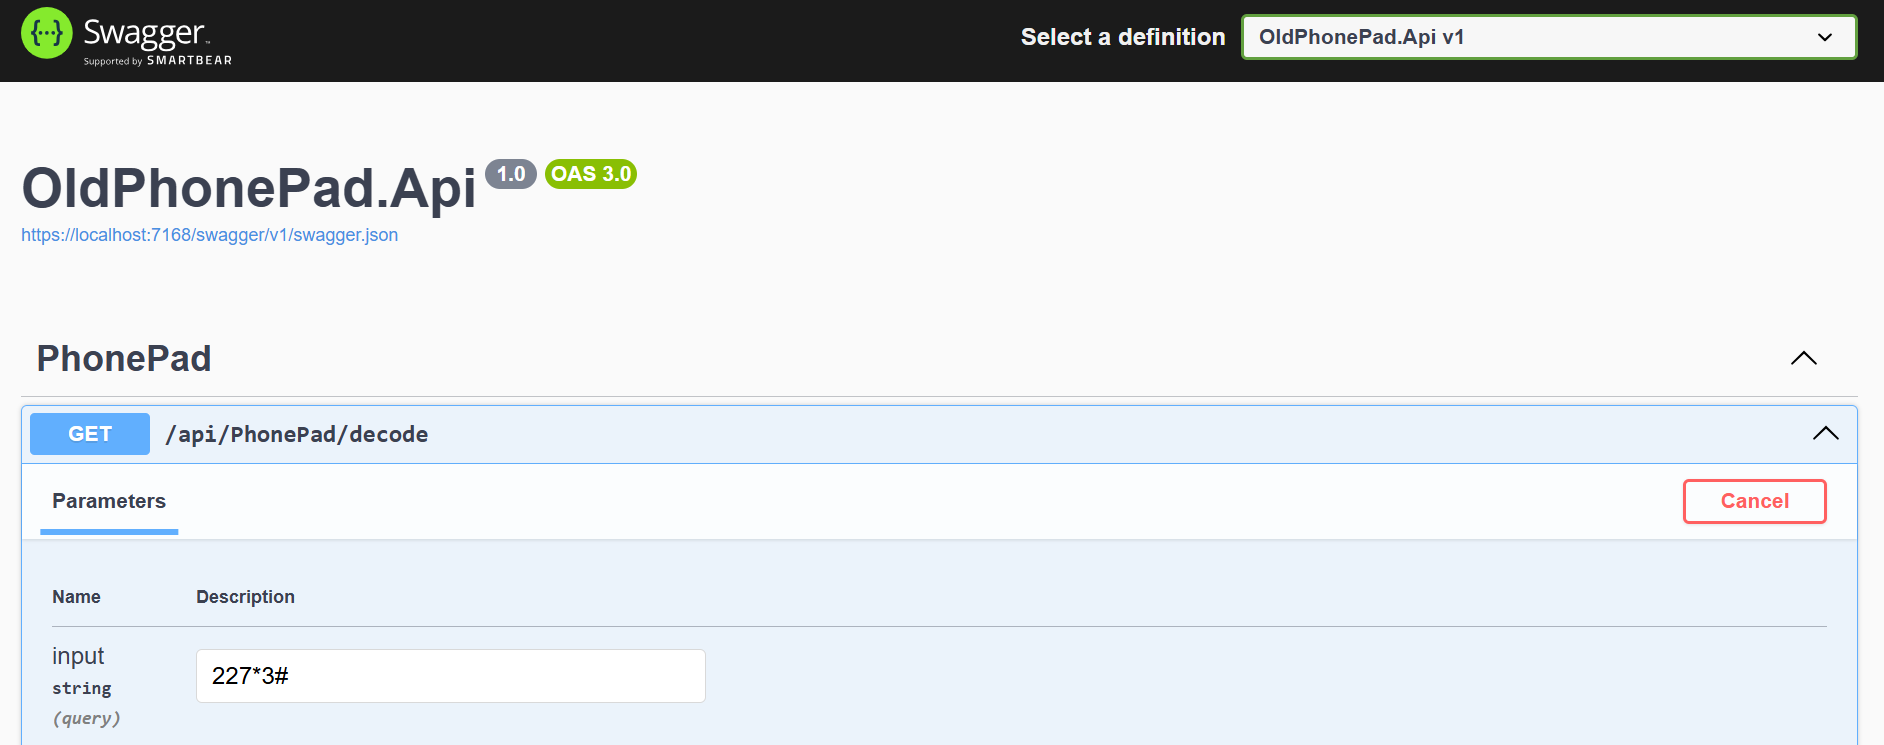 Swagger™
Supported by SMARTBEAR
Select a definition
OldPhonePad.Api v1
OldPhonePad.Api 1.0 OAS 3.0
https://localhost:7168/swagger/v1/swagger.json
PhonePad
GET /api/PhonePad/decode
Parameters
Cancel
Name Description
input
string
(query)
227*3#